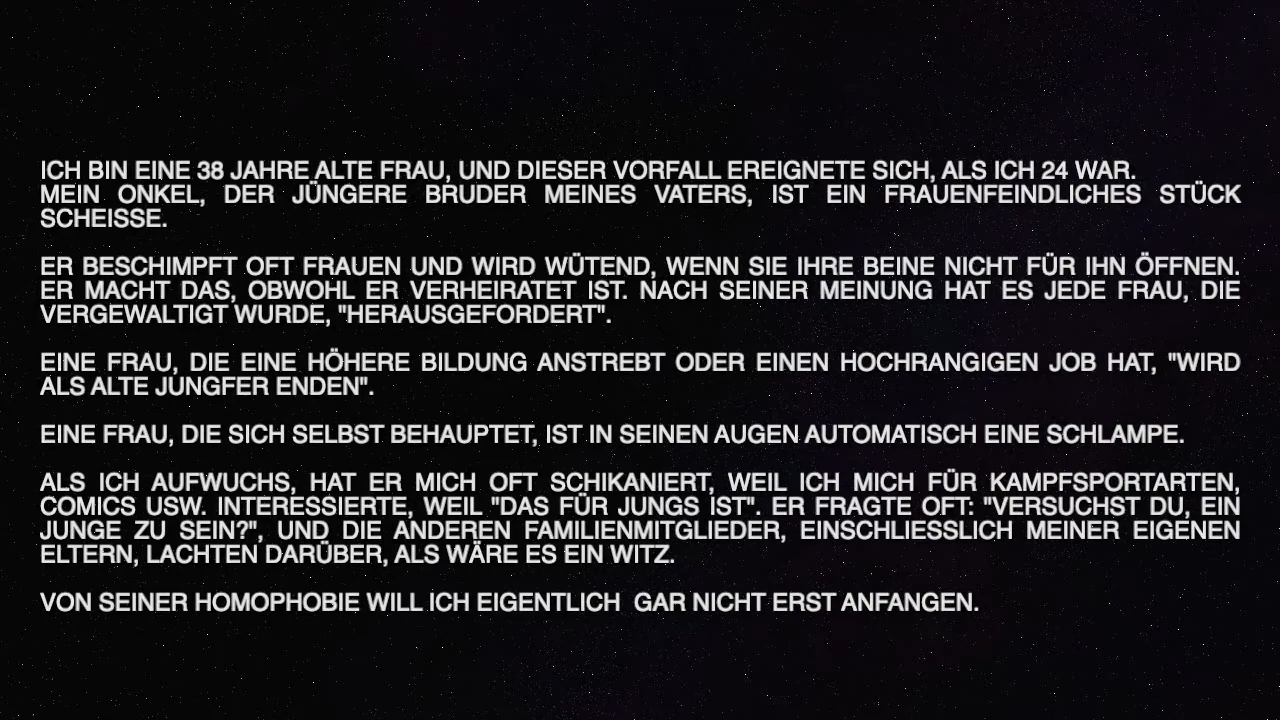 ICH BIN EINE 38 JAHRE ALTE FRAU, UND DIESER VORFALL EREIGNETE SICH, ALS ICH 24 WAR.
MEIN ONKEL, DER JÜNGERE BRUDER MEINES VATERS, IST EIN FRAUENFEINDLICHES STÜCK
SCHEISSE.
ER BESCHIMPFT OFT FRAUEN UND WIRD WÜTEND, WENN SIE IHRE BEINE NICHT FÜR IHN ÖFFNEN.
ER MACHT DAS, OBWOHL ER VERHEIRATET IST. NACH SEINER MEINUNG HAT ES JEDE FRAU, DIE
VERGEWALTIGT WURDE, "HERAUSGEFORDERT".
EINE FRAU, DIE EINE HÖHERE BILDUNG ANSTREBT ODER EINEN HOCHRANGIGEN JOB HAT, "WIRD
ALS ALTE JUNGFER ENDEN".
EINE FRAU, DIE SICH SELBST BEHAUPTET, IST IN SEINEN AUGEN AUTOMATISCH EINE SCHLAMPE.
ALS ICH AUFWUCHS, HAT ER MICH OFT SCHIKANIERT, WEIL ICH MICH FÜR KAMPFSPORTARTEN,
COMICS USW. INTERESSIERTE, WEIL "DAS FÜR JUNGS IST". ER FRAGTE OFT: "VERSUCHST DU, EIN
JUNGE ZU SEIN?", UND DIE ANDEREN FAMILIENMITGLIEDER, EINSCHLIESSLICH MEINER EIGENEN
ELTERN, LACHTEN DARÜBER, ALS WÄRE ES EIN WITZ.
VON SEINER HOMOPHOBIE WILL ICH EIGENTLICH  GAR NICHT ERST ANFANGEN.